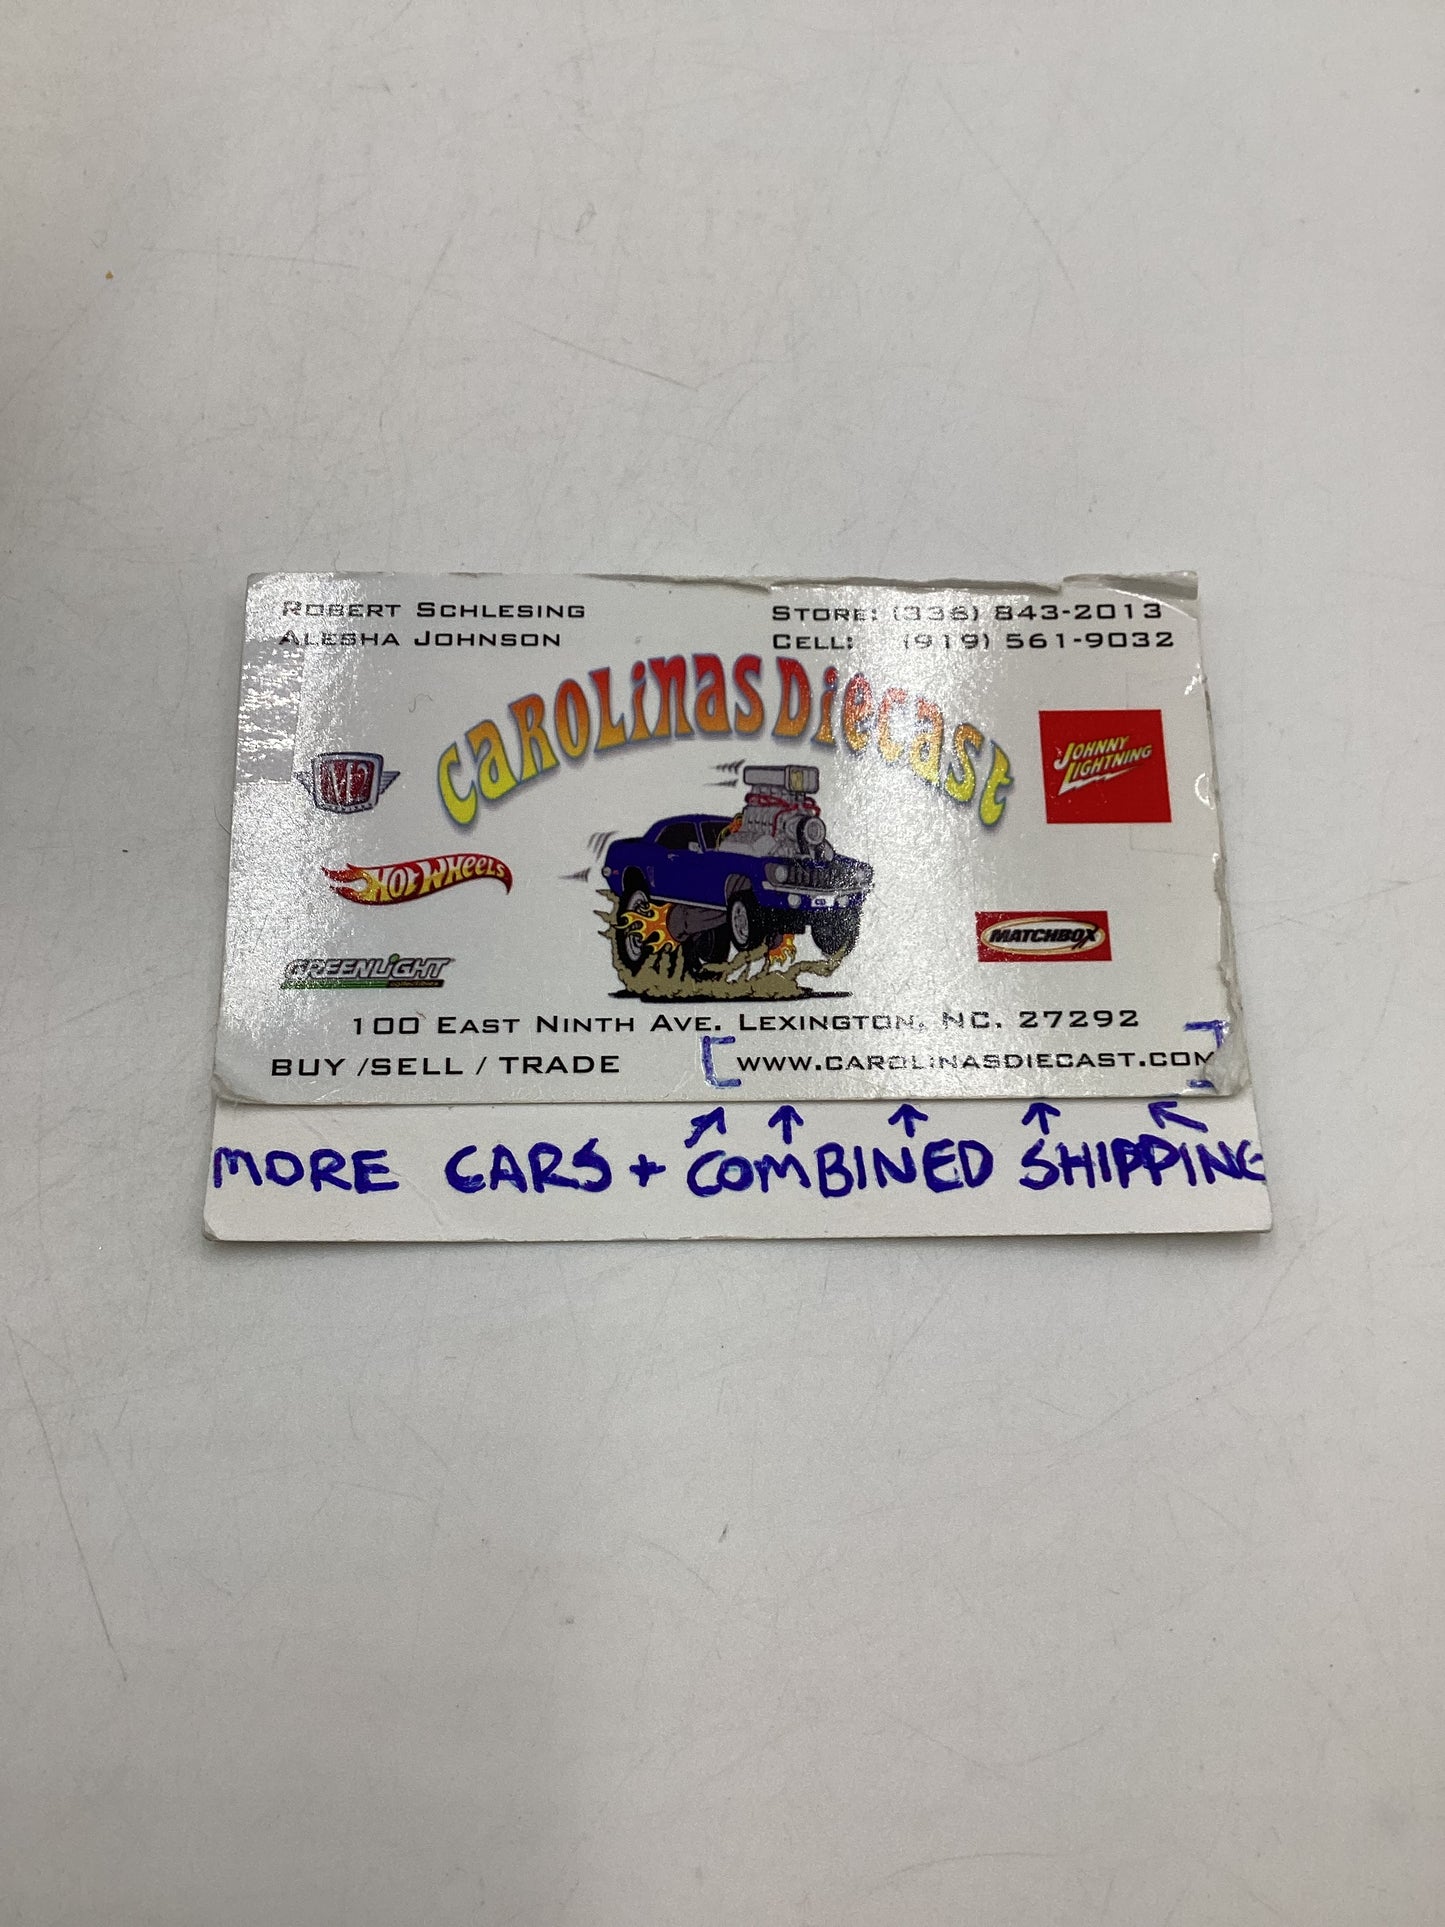 ROBERT SCHLESING
ALESHA JOHNSON
STORE: (336) 843-2013
CELL: (919) 561-9032
CAROLINAS DIECAST
M2
JOHNNY LIGHTNING
HOT WHEELS
MATCHBOX
GREENLIGHT
collectibles
100 EAST NINTH AVE. LEXINGTON, NC. 27292
BUY /SELL / TRADE [WWW.CAROLINASDIECAST.COM]
MORE CARS + COMBINED SHIPPING